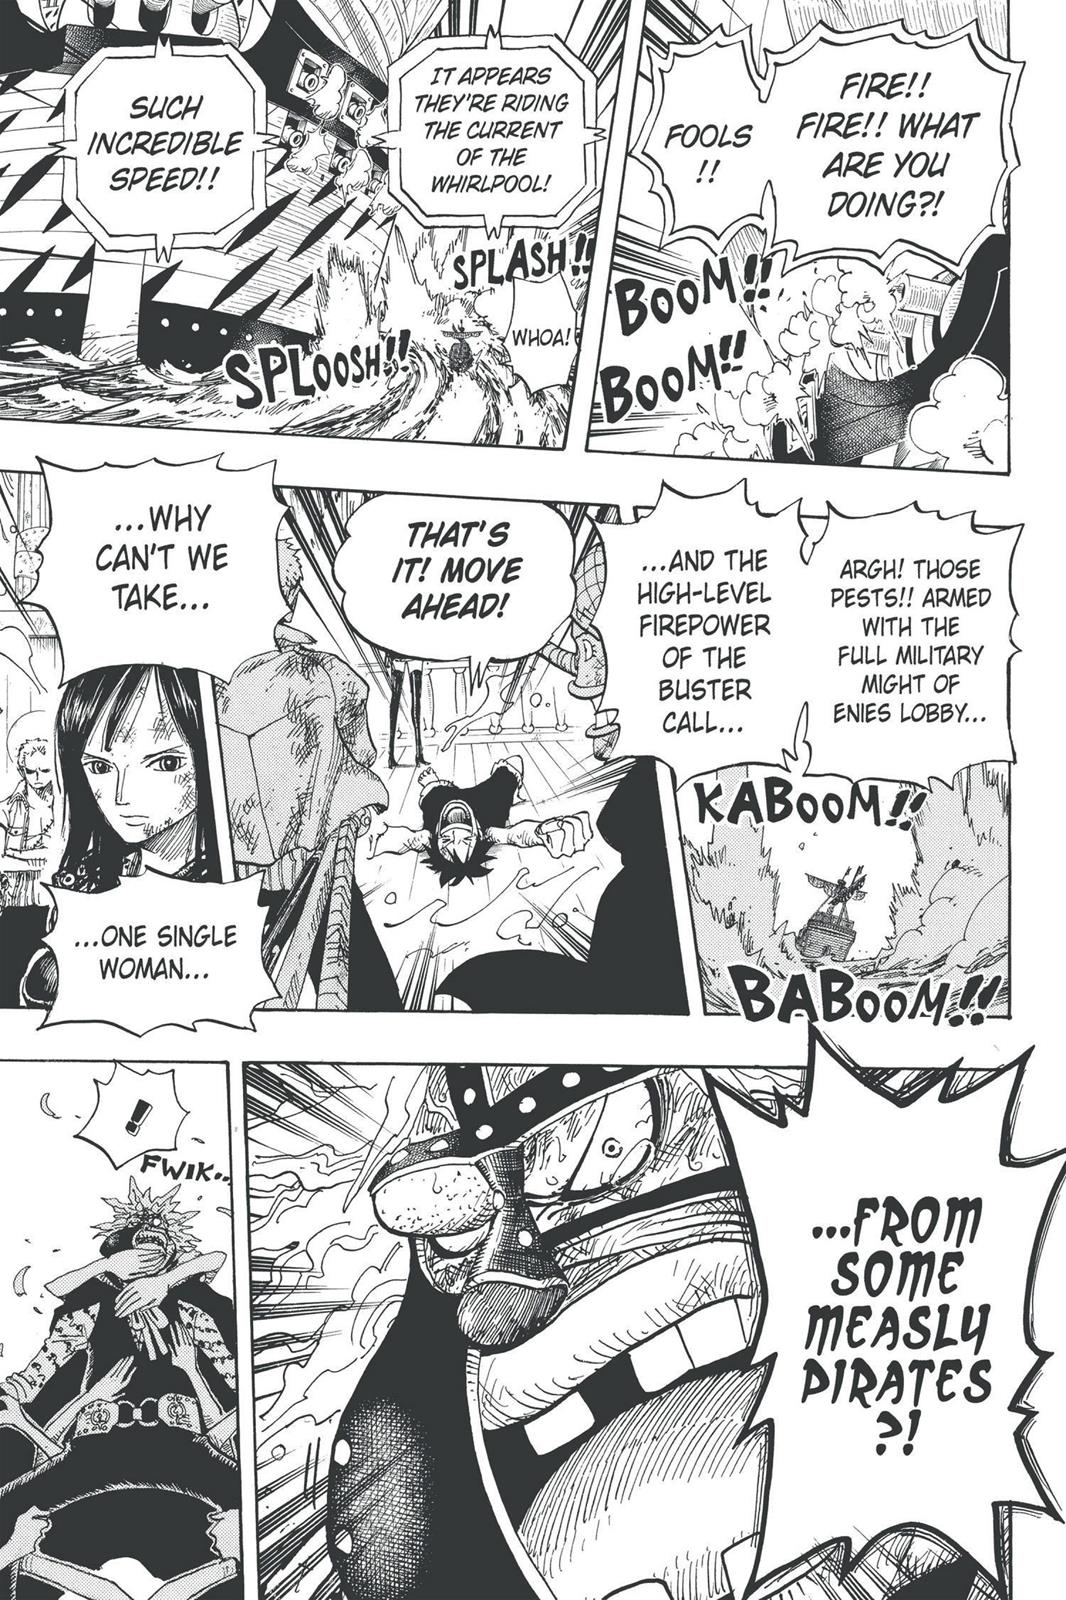 FIRE!!
FIRE!! WHAT
ARE YOU
DOING?!
FOOLS
!!
BOOM!!
BOOM!!
IT APPEARS
THEY'RE RIDING
THE CURRENT
OF THE
WHIRLPOOL!
SUCH
INCREDIBLE
SPEED!!
SPLASH!!
WHOA!
SPLOOSH!!
ARGH! THOSE
PESTS!! ARMED
WITH THE
FULL MILITARY
MIGHT OF
ENIES LOBBY...
...AND THE
HIGH-LEVEL
FIREPOWER
OF THE
BUSTER
CALL...
KABOOM!!
BABOOM!!
THAT'S
IT! MOVE
AHEAD!
...WHY
CAN'T WE
TAKE...
...ONE SINGLE
WOMAN...
...FROM
SOME
MEASLY
PIRATES
?!
!
FWIK...